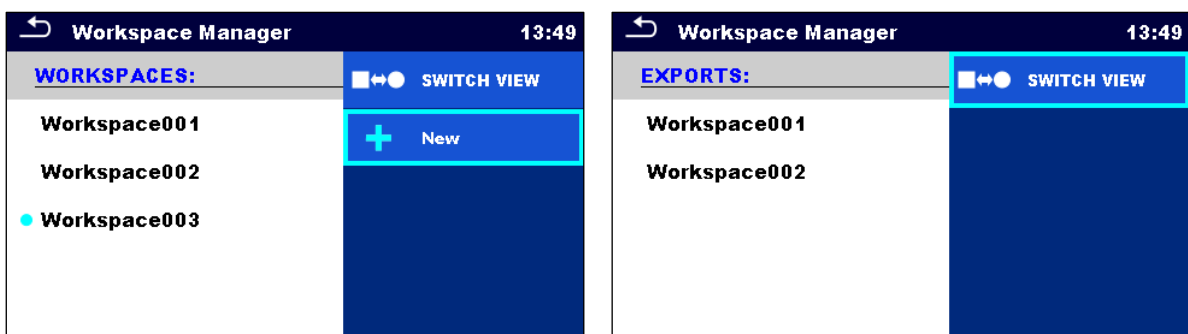 Workspace Manager 13:49
WORKSPACES:
SWITCH VIEW
Workspace001
New
Workspace002
Workspace003
Workspace Manager 13:49
EXPORTS:
SWITCH VIEW
Workspace001
Workspace002